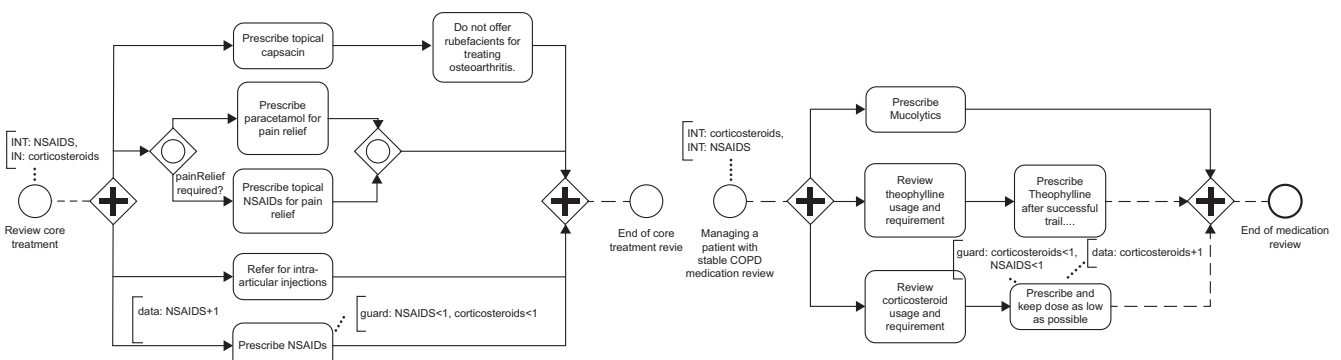 Prescribe topical
capsacin
Do not offer
rubefacients for
treating
osteoarthritis.
Prescribe
paracetamol for
pain relief
INT: NSAIDS,
IN: corticosteroids
painRelief
required?
Prescribe topical
NSAIDs for pain
relief
Review core
treatment
End of core
treatment revie
Refer for intra-
articular injections
data: NSAIDS+1
guard: NSAIDS<1, corticosteroids<1
Prescribe NSAIDs
Prescribe
Mucolytics
INT: corticosteroids,
INT: NSAIDS
Review
theophylline
usage and
requirement
Prescribe
Theophylline
after successful
trail....
Managing a
patient with
stable COPD
medication review
End of medication
review
guard: corticosteroids<1,
NSAIDS<1
data: corticosteroids+1
Review
corticosteroid
usage and
requirement
Prescribe and
keep dose as low
as possible